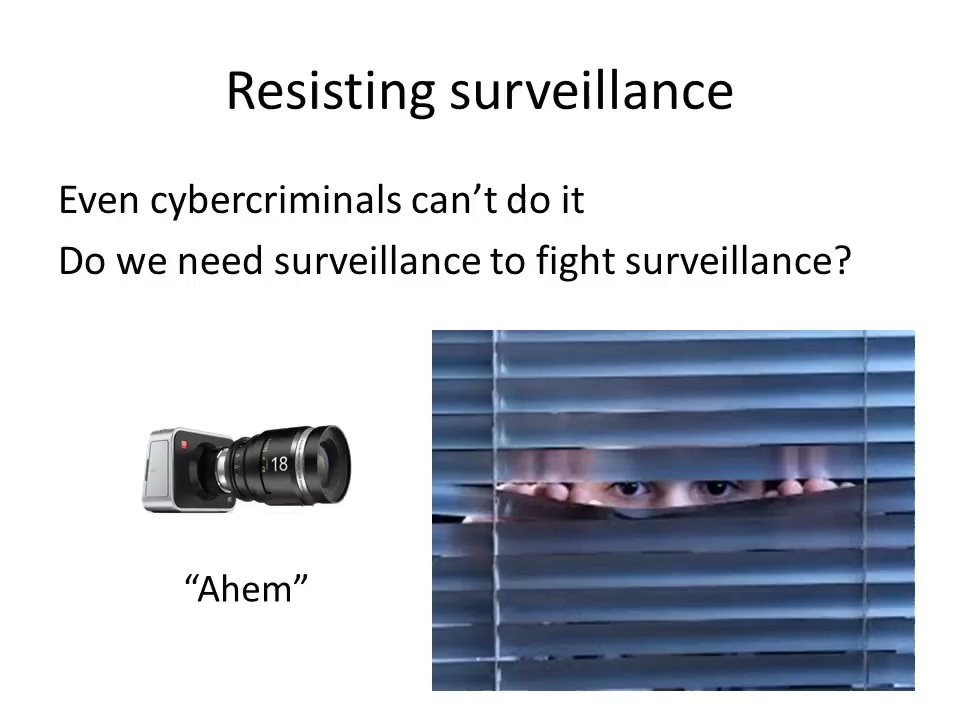 Resisting surveillance
Even cybercriminals can’t do it
Do we need surveillance to fight surveillance?
18
“Ahem”